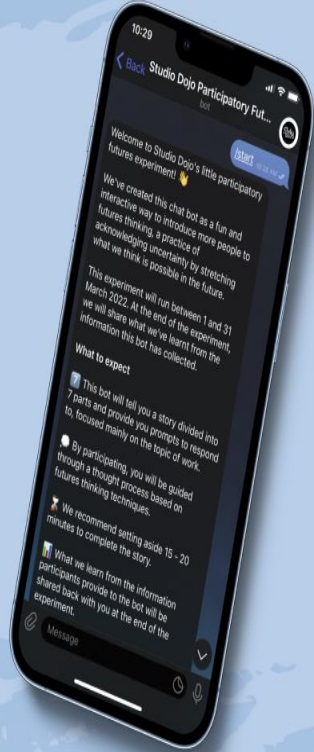 10:29
Back
Studio Dojo Participatory Fut...
bot
/start
Welcome to Studio Dojo's little participatory
futures experiment! 👋
We've created this chat bot as a fun and
interactive way to introduce more people to
futures thinking, a practice of
acknowledging uncertainty by stretching
what we think is possible in the future.
This experiment will run between 1 and 31
March 2022. At the end of the experiment,
we will share what we've learnt from the
information this bot has collected.
What to expect
7️⃣ This bot will tell you a story divided into
7 parts and provide you prompts to respond
to, focused mainly on the topic of work.
💭 By participating, you will be guided
through a thought process based on
futures thinking techniques.
⏳ We recommend setting aside 15 - 20
minutes to complete the story.
📊 What we learn from the information
participants provide to the bot will be
shared back with you at the end of the
experiment.
Message